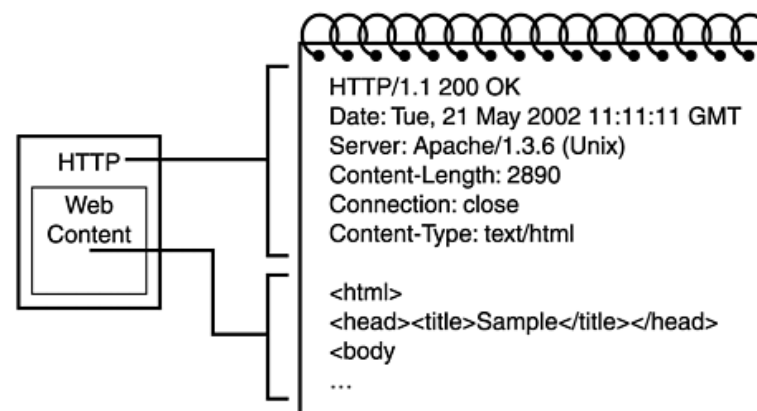 HTTP
Web
Content
HTTP/1.1 200 OK
Date: Tue, 21 May 2002 11:11:11 GMT
Server: Apache/1.3.6 (Unix)
Content-Length: 2890
Connection: close
Content-Type: text/html
<html>
<head><title>Sample</title></head>
<body
...